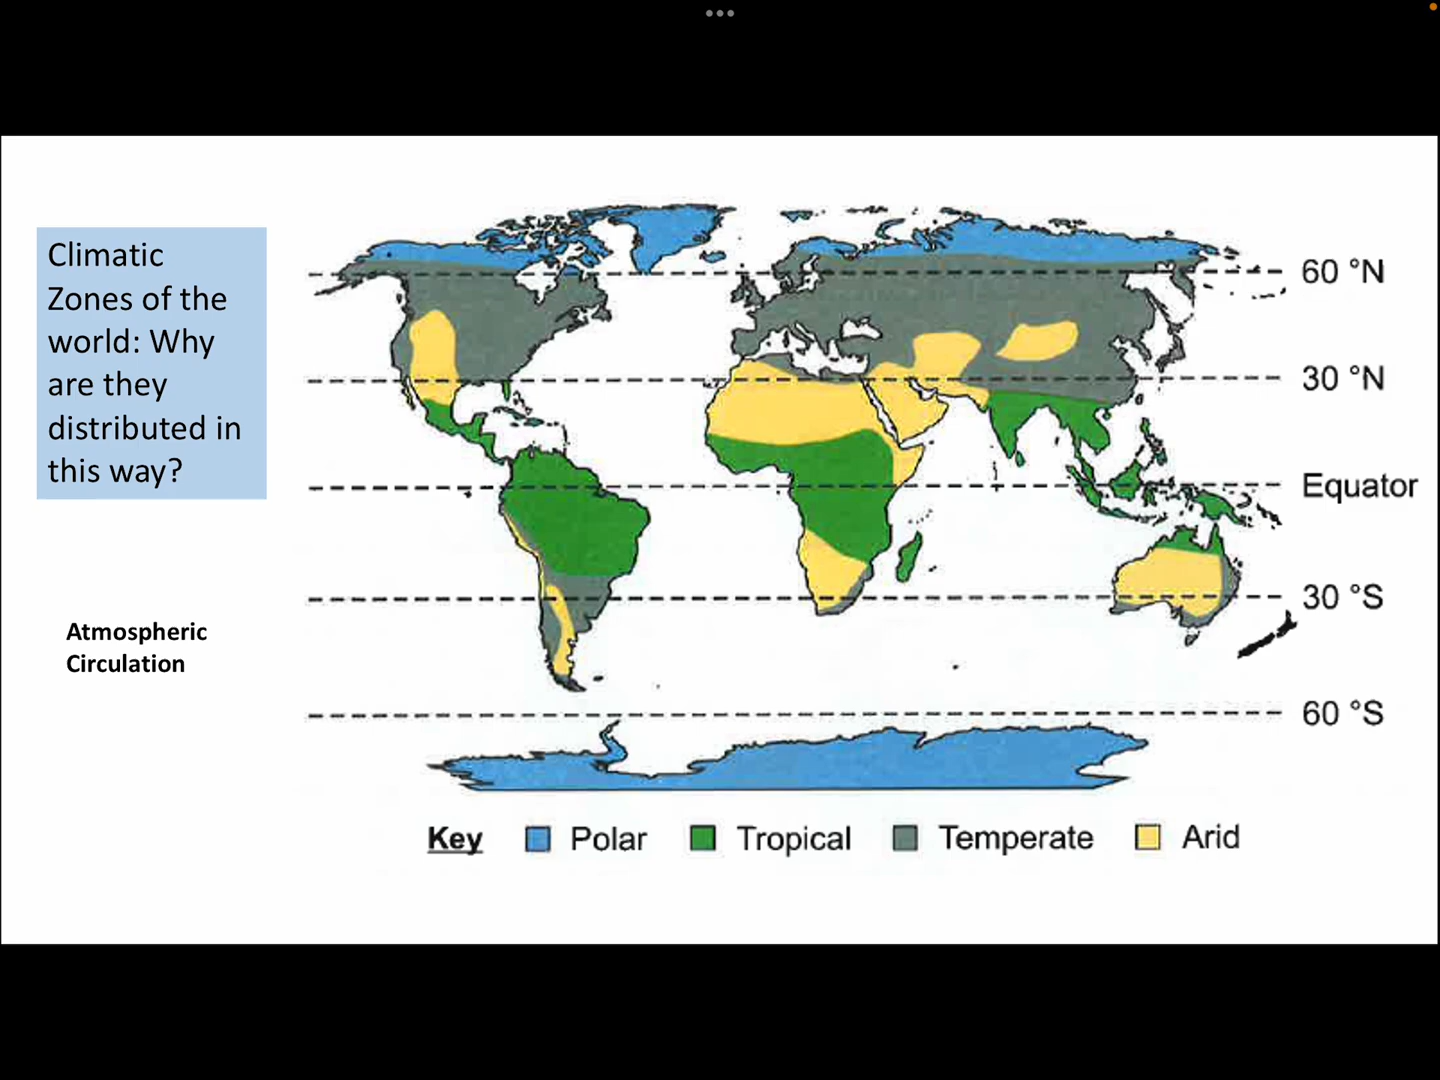 Climatic
Zones of the
world: Why
are they
distributed in
this way?
Atmospheric
Circulation
60 °N
30 °N
Equator
30 °S
60 °S
Key Polar Tropical Temperate Arid